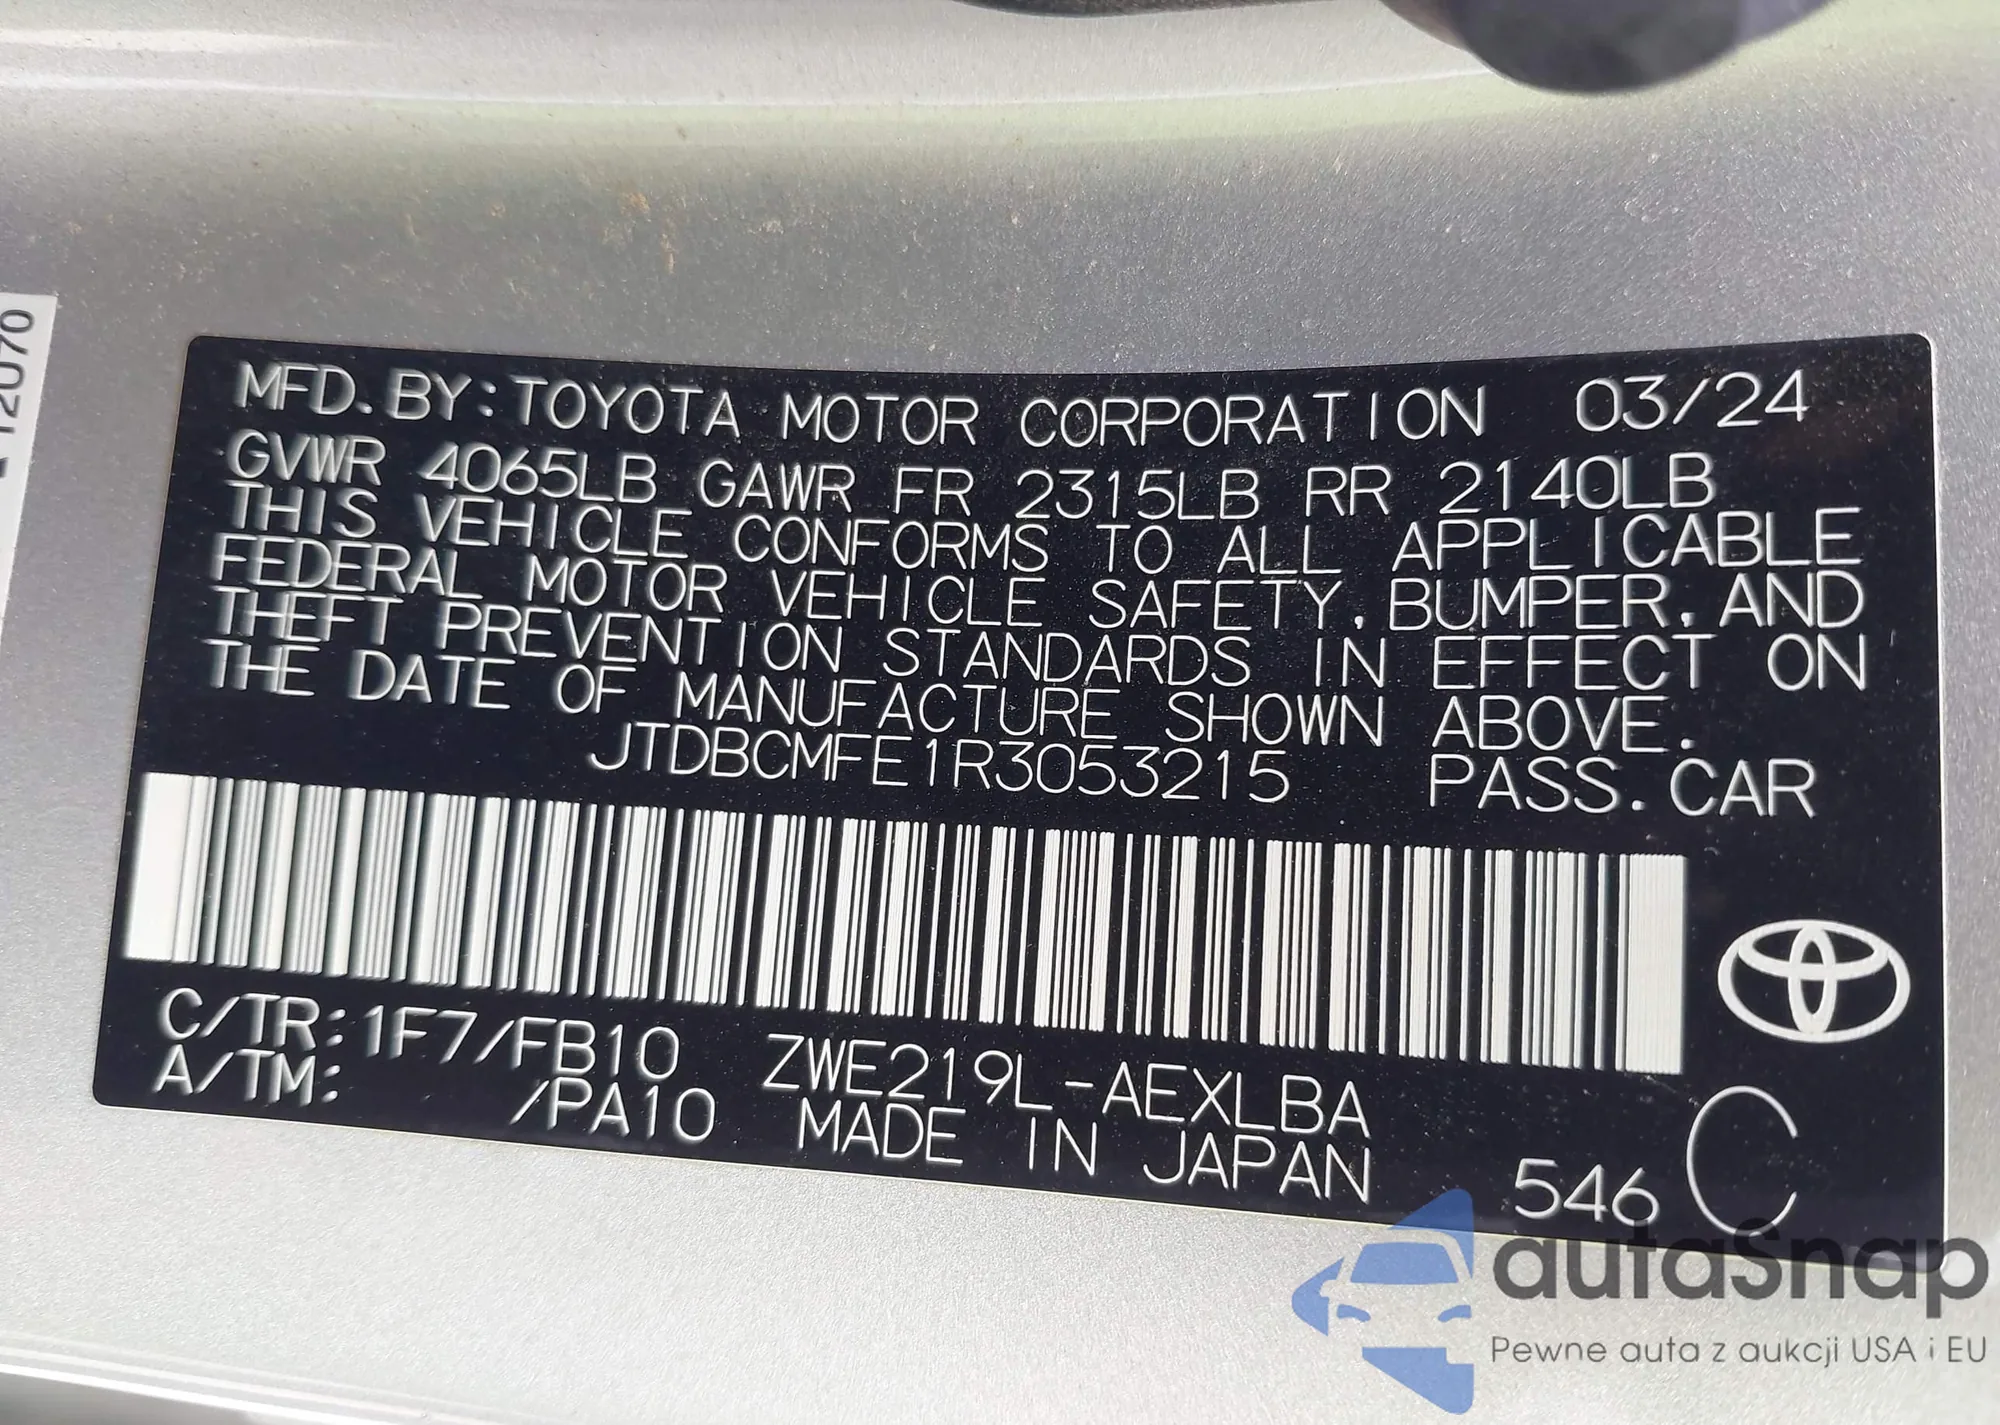 MFD. BY: TOYOTA MOTOR CORPORATION 03/24
GVWR 4065LB GAWR FR 2315LB RR 2140LB
THIS VEHICLE CONFORMS TO ALL APPLICABLE
FEDERAL MOTOR VEHICLE SAFETY, BUMPER, AND
THEFT PREVENTION STANDARDS IN EFFECT ON
THE DATE OF MANUFACTURE SHOWN ABOVE.
JTDBCMFE1R3053215 PASS. CAR
C/TR: 1F7/FB10 ZWE219L-AEXLBA
A/TM: /PA10 MADE IN JAPAN 546 C
autaSnap
Pewne auta z aukcji USA i EU